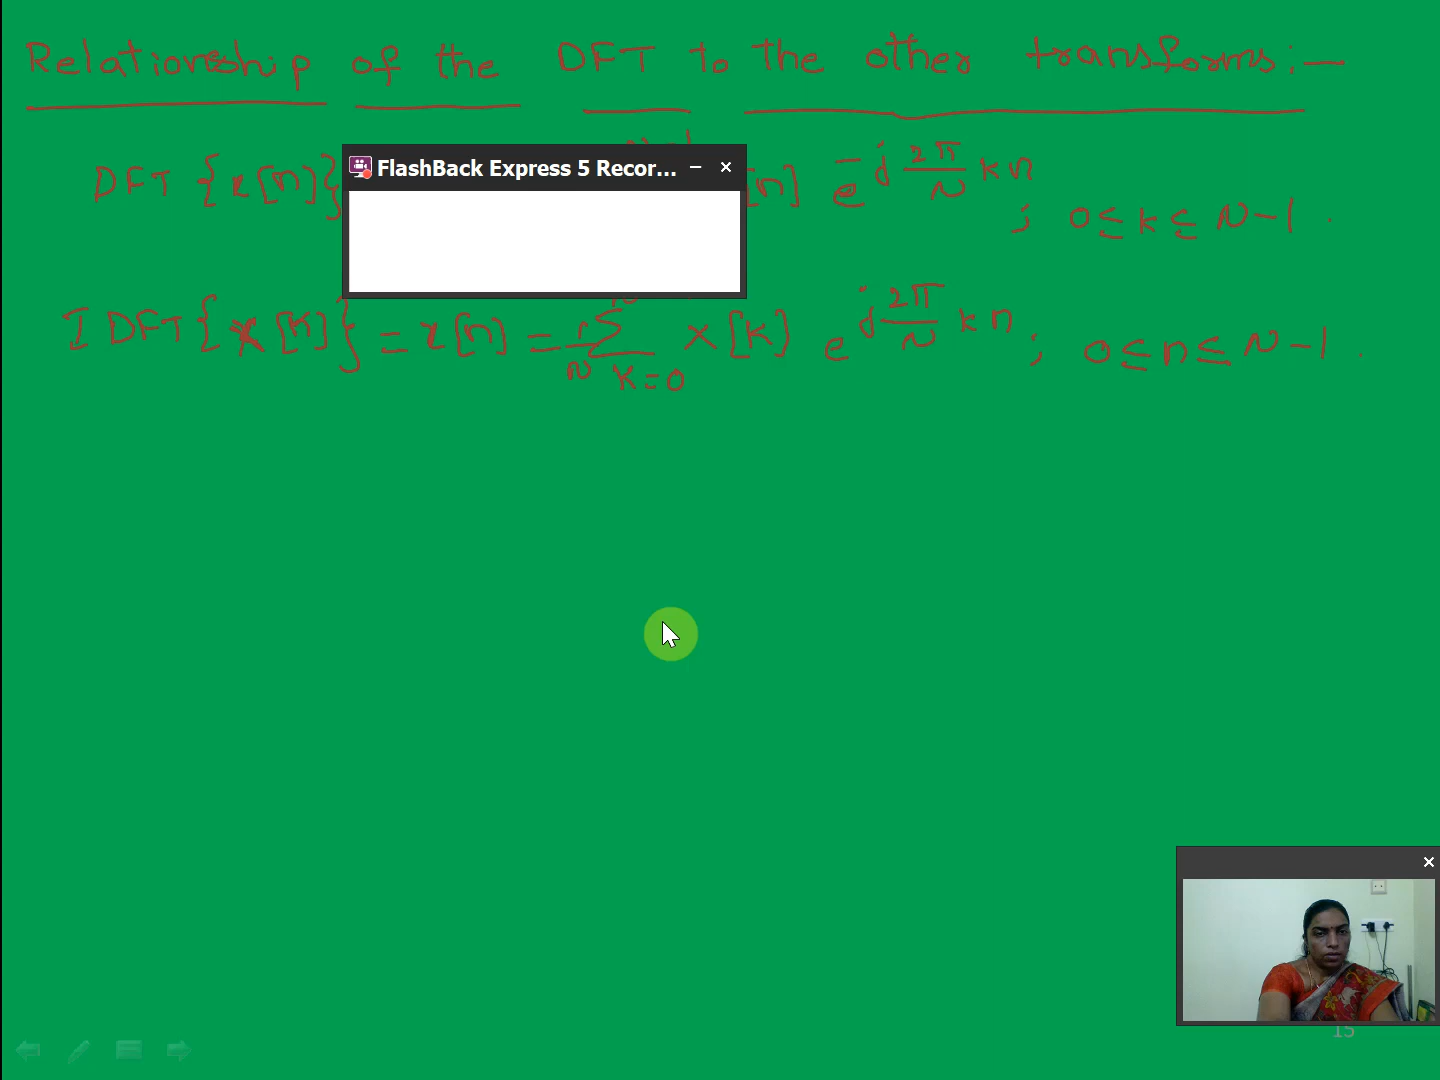 Relationship of the DFT to the other transforms:-
FlashBack Express 5 Recor...
DFT {x[n]} [n] e^{-j 2π/N kn} ; 0≤k≤N-1.
IDFT{X[k]} = x[n] = 1/N Σ_{k=0} X[k] e^{j 2π/N kn} ; 0≤n≤N-1.
15